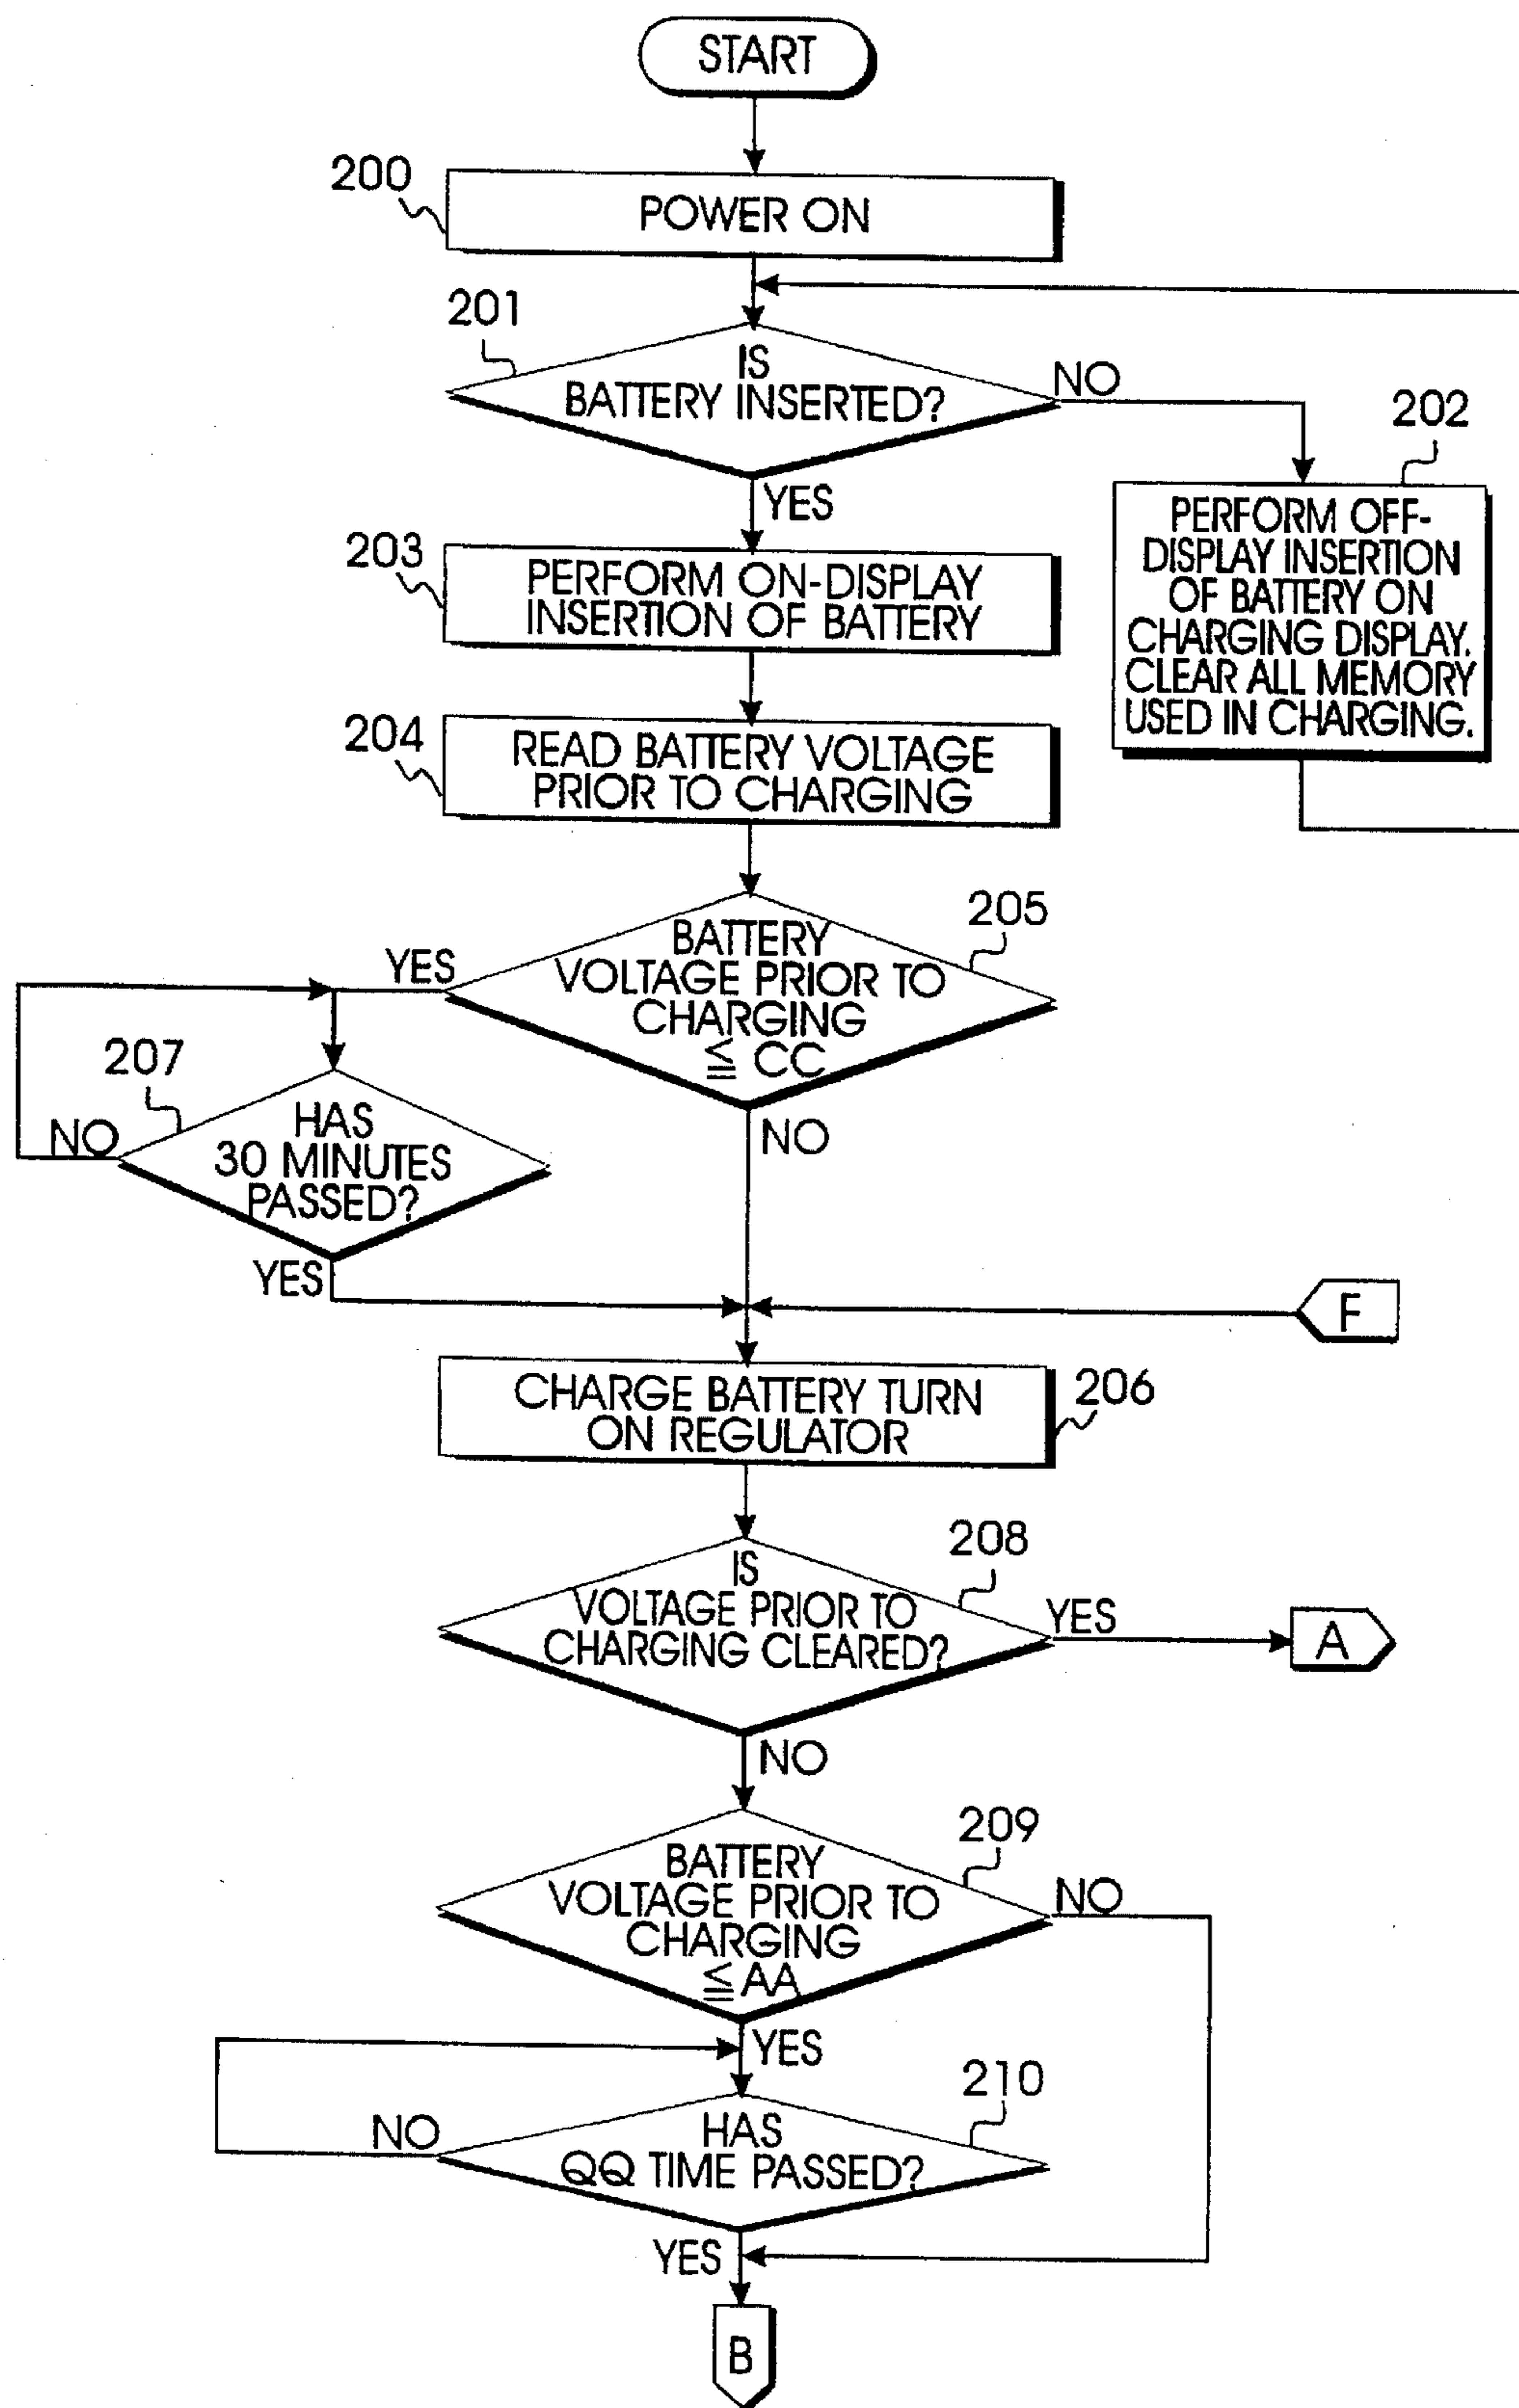 START
200
POWER ON
201
IS
BATTERY INSERTED?
NO
202
YES
PERFORM OFF-
DISPLAY INSERTION
OF BATTERY ON
CHARGING DISPLAY.
CLEAR ALL MEMORY
USED IN CHARGING.
203
PERFORM ON-DISPLAY
INSERTION OF BATTERY
204
READ BATTERY VOLTAGE
PRIOR TO CHARGING
205
BATTERY
VOLTAGE PRIOR TO
CHARGING
≦ CC
YES
207
HAS
30 MINUTES
PASSED?
NO
NO
YES
F
CHARGE BATTERY TURN
ON REGULATOR
206
208
IS
VOLTAGE PRIOR TO
CHARGING CLEARED?
YES
A
NO
209
BATTERY
VOLTAGE PRIOR TO
CHARGING
≦ AA
NO
YES
210
HAS
QQ TIME PASSED?
NO
YES
B